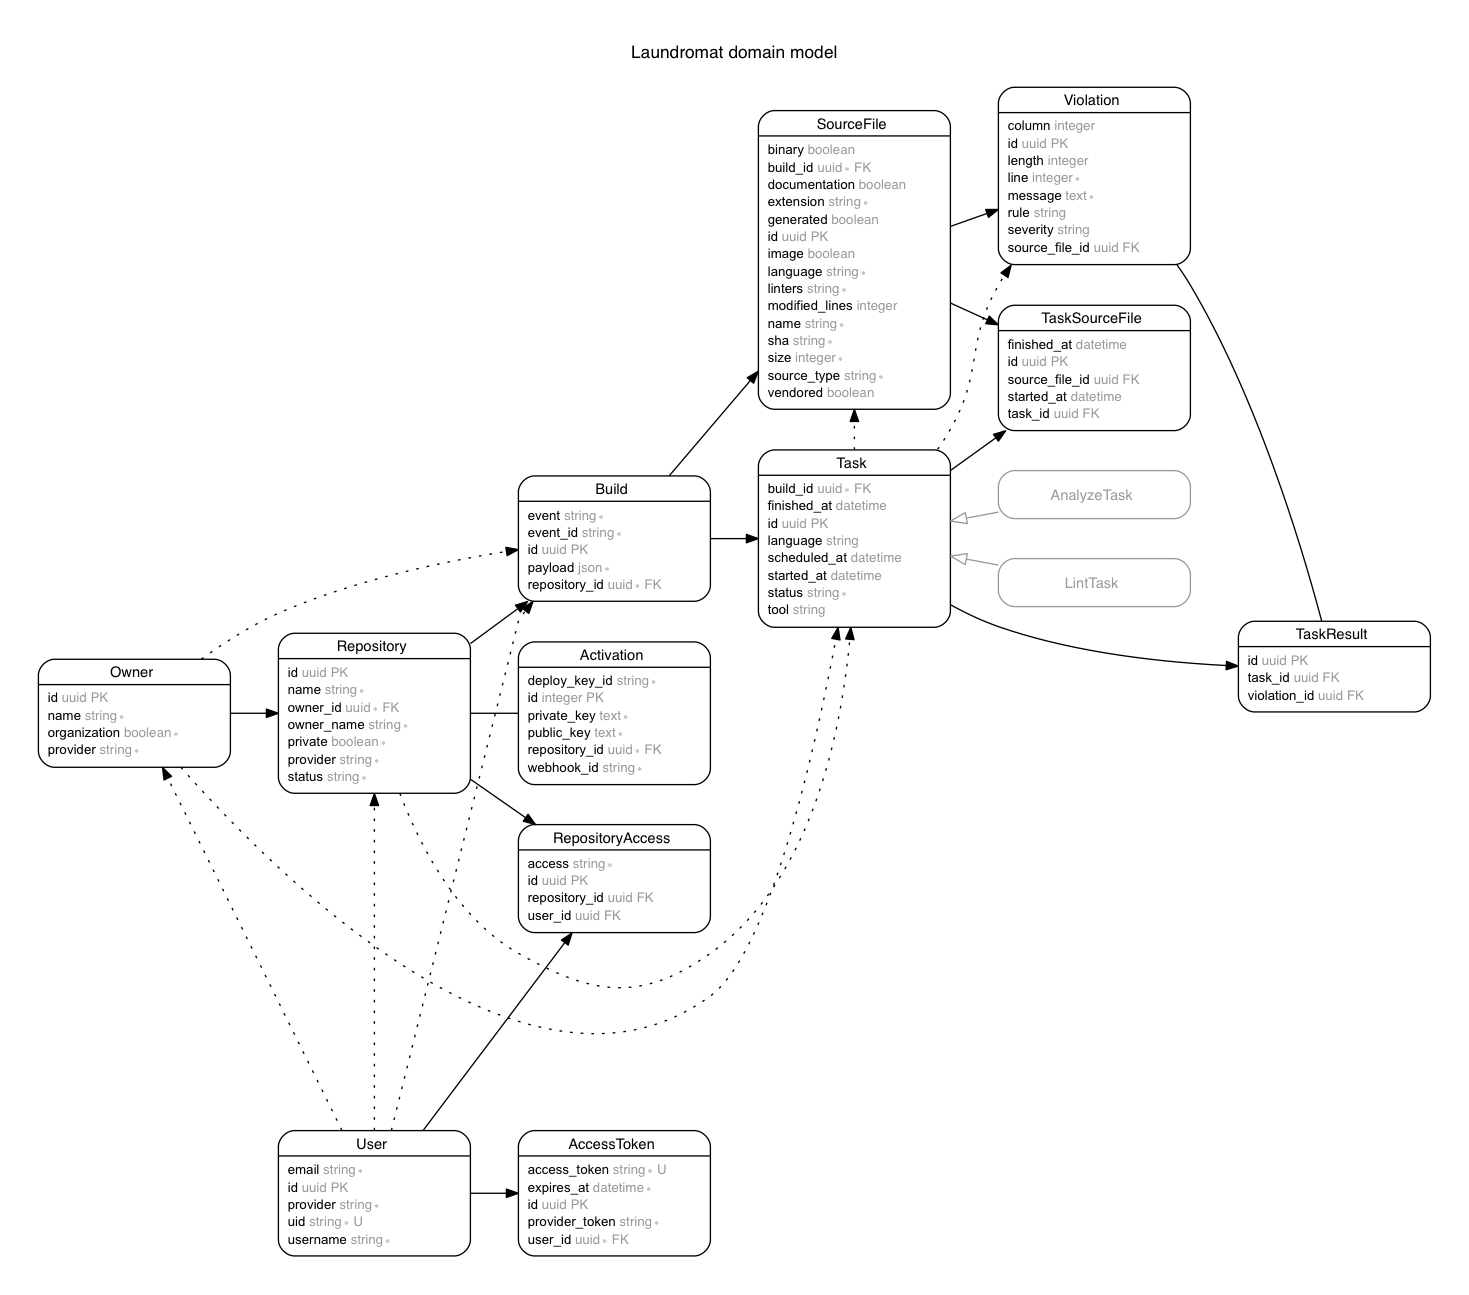 Laundromat domain model
Violation
column integer
id uuid PK
length integer
line integer ∗
message text ∗
rule string
severity string
source_file_id uuid FK
SourceFile
binary boolean
build_id uuid ∗ FK
documentation boolean
extension string ∗
generated boolean
id uuid PK
image boolean
language string ∗
linters string ∗
modified_lines integer
name string ∗
sha string ∗
size integer ∗
source_type string ∗
vendored boolean
TaskSourceFile
finished_at datetime
id uuid PK
source_file_id uuid FK
started_at datetime
task_id uuid FK
Task
build_id uuid ∗ FK
finished_at datetime
id uuid PK
language string
scheduled_at datetime
started_at datetime
status string ∗
tool string
AnalyzeTask
LintTask
Build
event string ∗
event_id string ∗
id uuid PK
payload json ∗
repository_id uuid ∗ FK
TaskResult
id uuid PK
task_id uuid FK
violation_id uuid FK
Repository
id uuid PK
name string ∗
owner_id uuid ∗ FK
owner_name string ∗
private boolean ∗
provider string ∗
status string ∗
Activation
deploy_key_id string ∗
id integer PK
private_key text ∗
public_key text ∗
repository_id uuid ∗ FK
webhook_id string ∗
Owner
id uuid PK
name string ∗
organization boolean ∗
provider string ∗
RepositoryAccess
access string ∗
id uuid PK
repository_id uuid FK
user_id uuid FK
User
email string ∗
id uuid PK
provider string ∗
uid string ∗ U
username string ∗
AccessToken
access_token string ∗ U
expires_at datetime ∗
id uuid PK
provider_token string ∗
user_id uuid ∗ FK